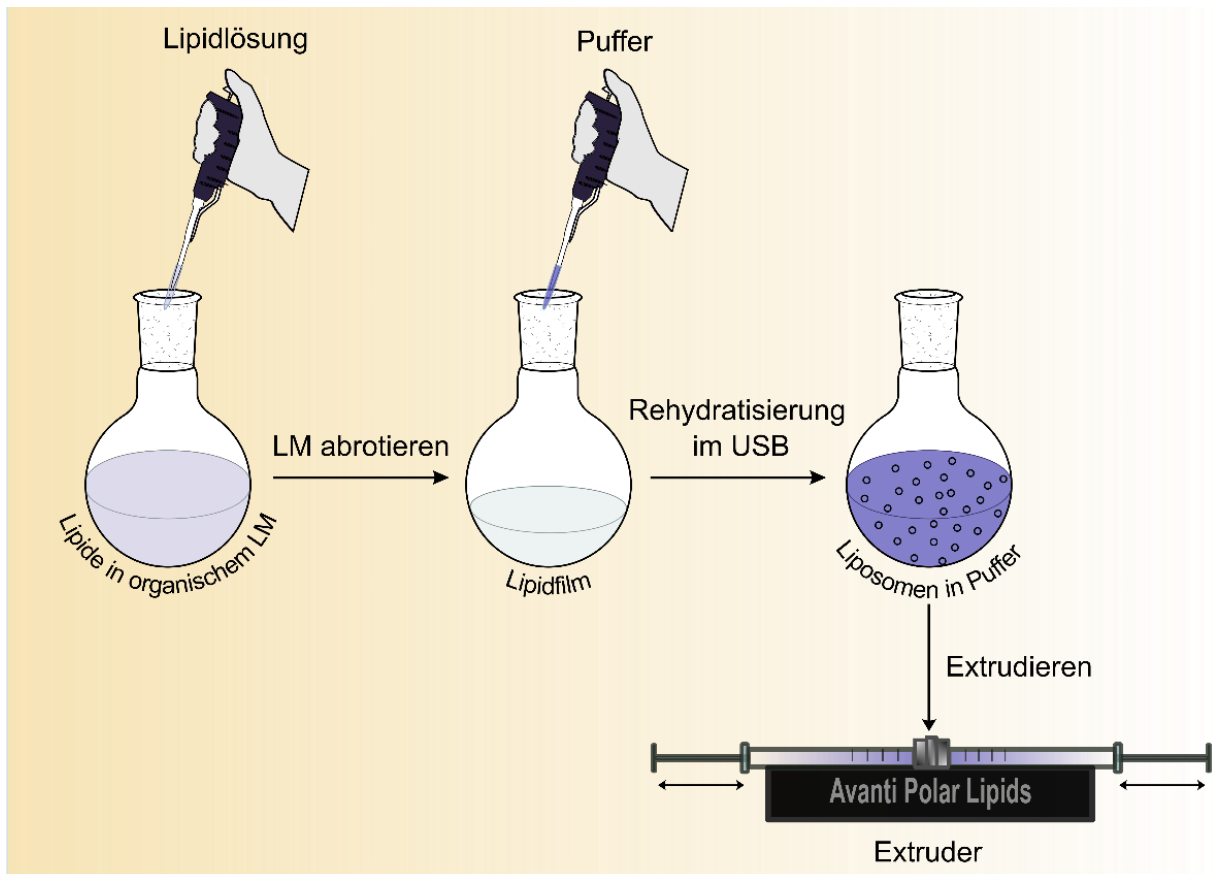 Lipidlösung
Puffer
LM abrotieren
Rehydratisierung
im USB
Lipide in organischem LM
Lipidfilm
Liposomen in Puffer
Extrudieren
Avanti Polar Lipids
Extruder